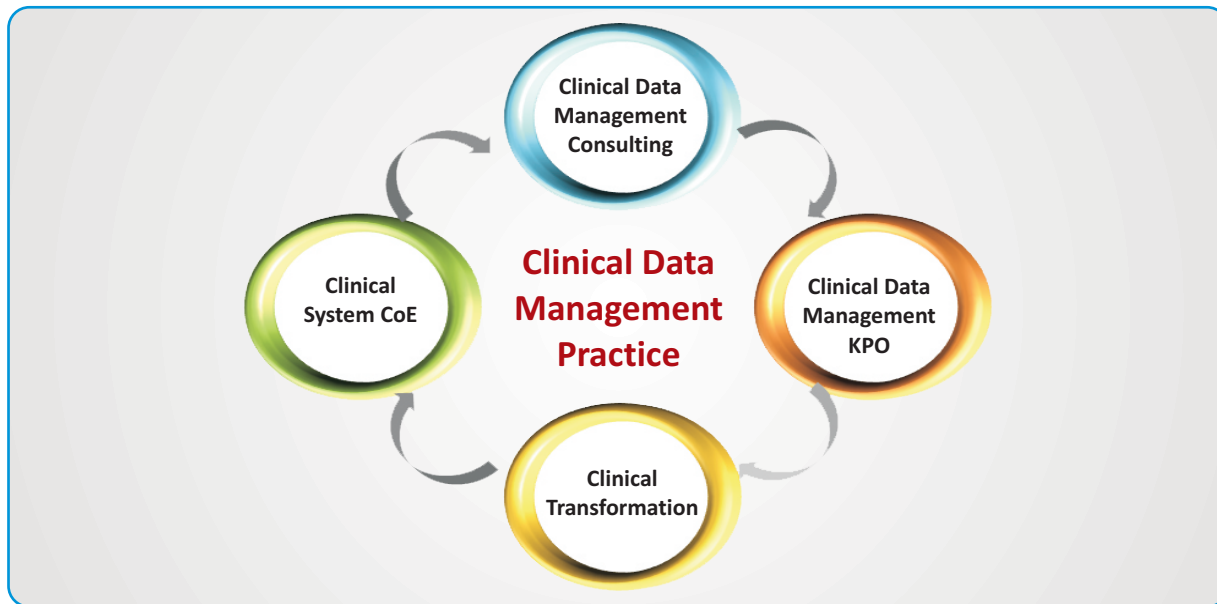 Clinical Data
Management
Consulting
Clinical
System CoE
Clinical Data
Management
Practice
Clinical Data
Management
KPO
Clinical
Transformation